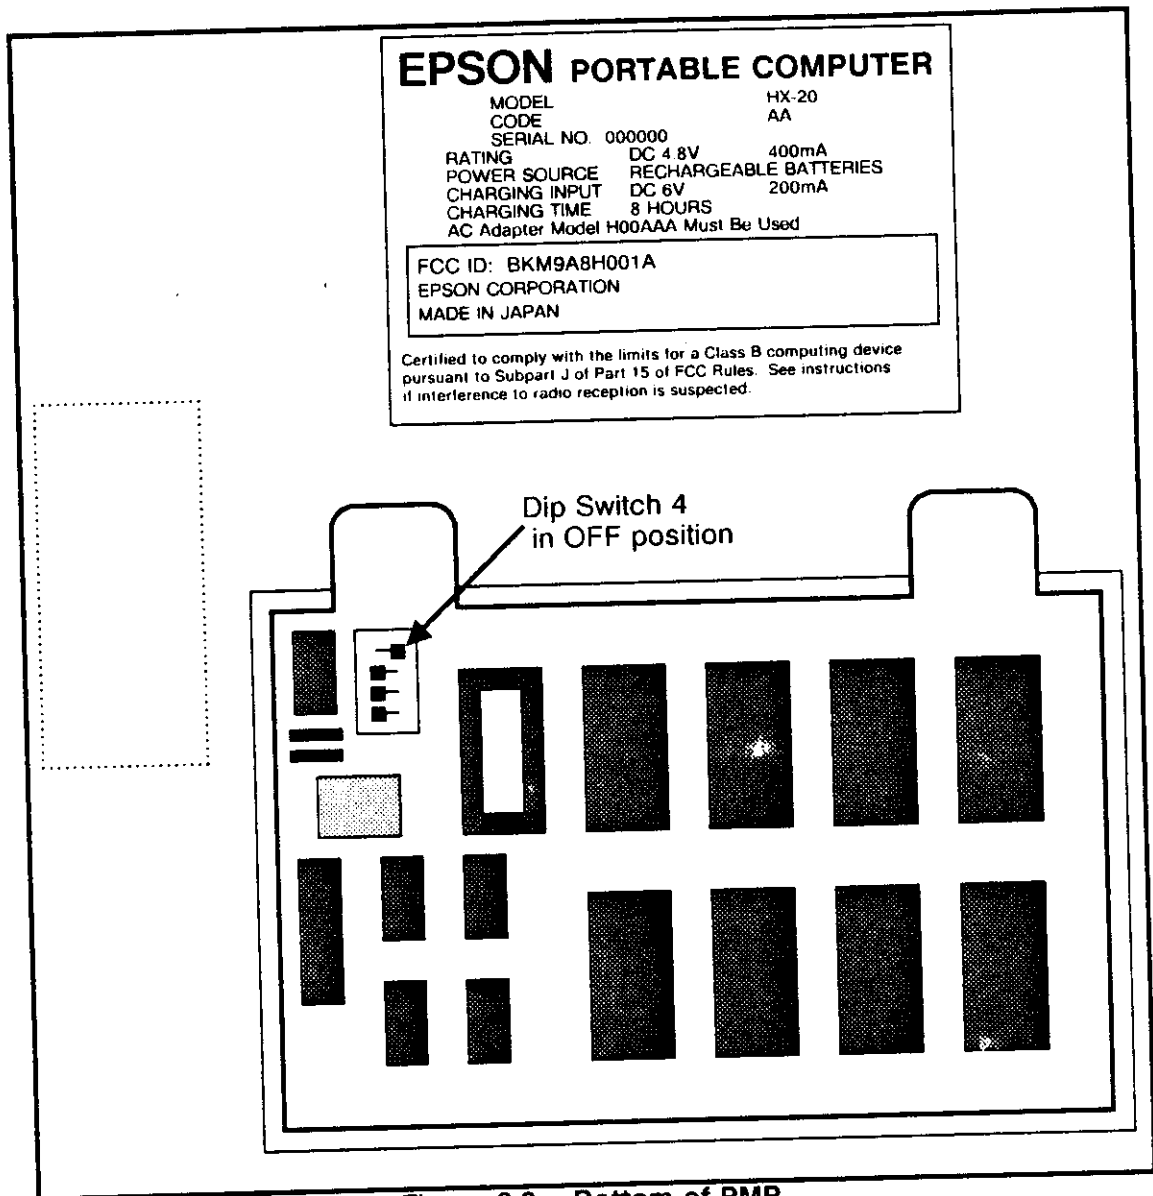 EPSON PORTABLE COMPUTER
MODEL HX-20
CODE AA
SERIAL NO. 000000
RATING DC 4.8V 400mA
POWER SOURCE RECHARGEABLE BATTERIES
CHARGING INPUT DC 6V 200mA
CHARGING TIME 8 HOURS
AC Adapter Model H00AAA Must Be Used
FCC ID: BKM9A8H001A
EPSON CORPORATION
MADE IN JAPAN
Certified to comply with the limits for a Class B computing device
pursuant to Subpart J of Part 15 of FCC Rules. See instructions
if interference to radio reception is suspected.
Dip Switch 4
in OFF position
Bottom of